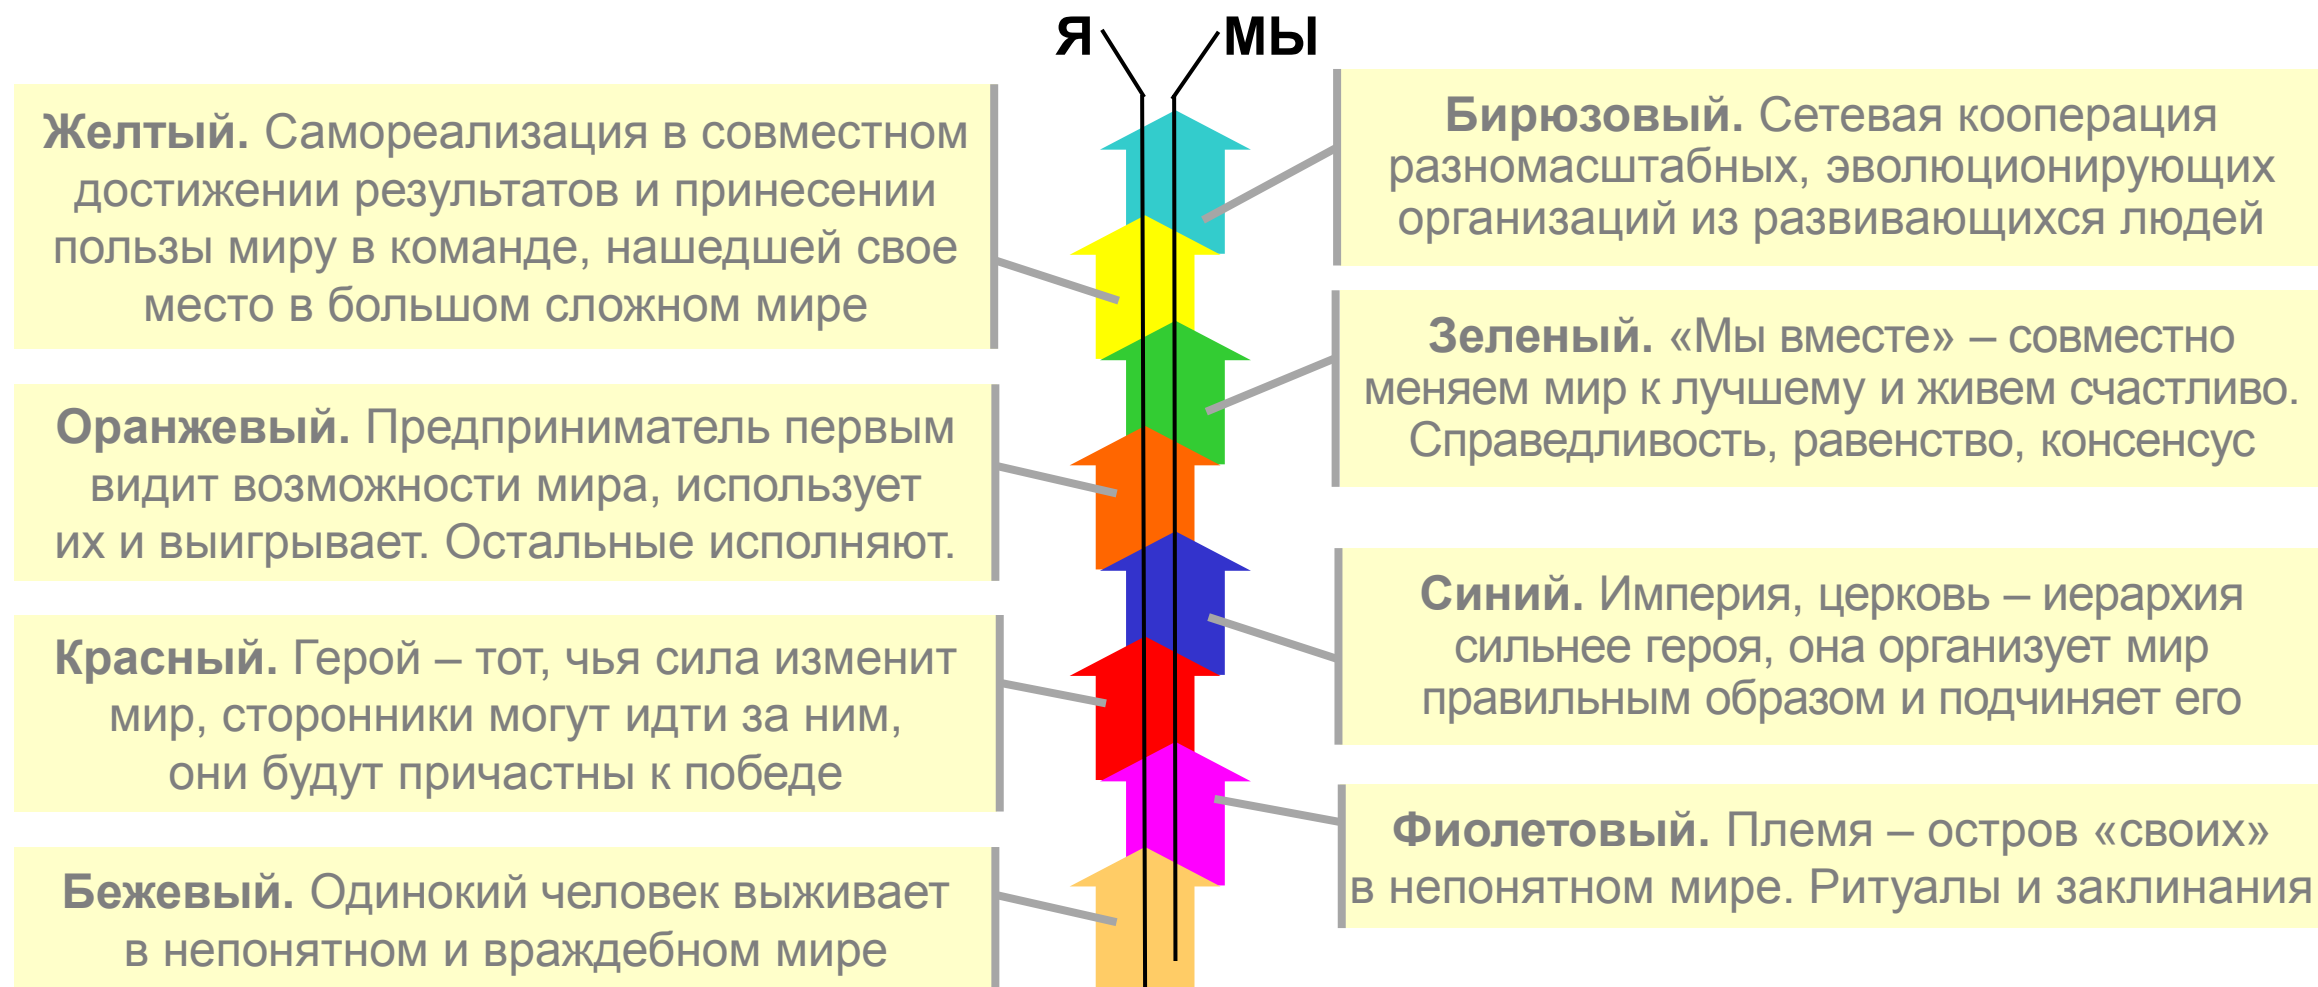 Я
МЫ
Желтый. Самореализация в совместном
достижении результатов и принесении
пользы миру в команде, нашедшей свое
место в большом сложном мире
Оранжевый. Предприниматель первым
видит возможности мира, использует
их и выигрывает. Остальные исполняют.
Красный. Герой – тот, чья сила изменит
мир, сторонники могут идти за ним,
они будут причастны к победе
Бежевый. Одинокий человек выживает
в непонятном и враждебном мире
Бирюзовый. Сетевая кооперация
разномасштабных, эволюционирующих
организаций из развивающихся людей
Зеленый. «Мы вместе» – совместно
меняем мир к лучшему и живем счастливо.
Справедливость, равенство, консенсус
Синий. Империя, церковь – иерархия
сильнее героя, она организует мир
правильным образом и подчиняет его
Фиолетовый. Племя – остров «своих»
в непонятном мире. Ритуалы и заклинания